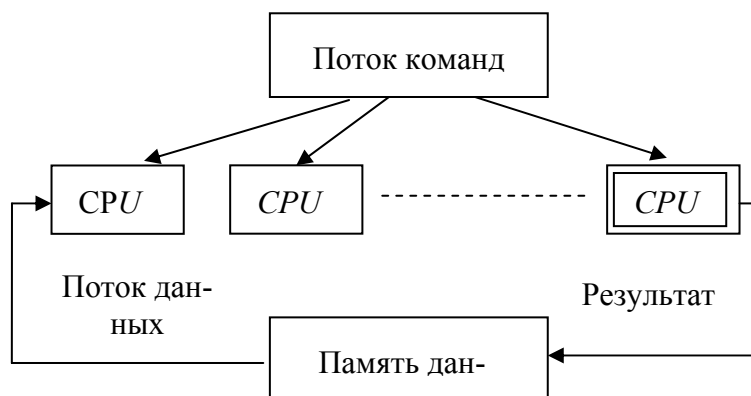 Поток команд
CPU
CPU
CPU
Поток дан-
ных
Результат
Память дан-